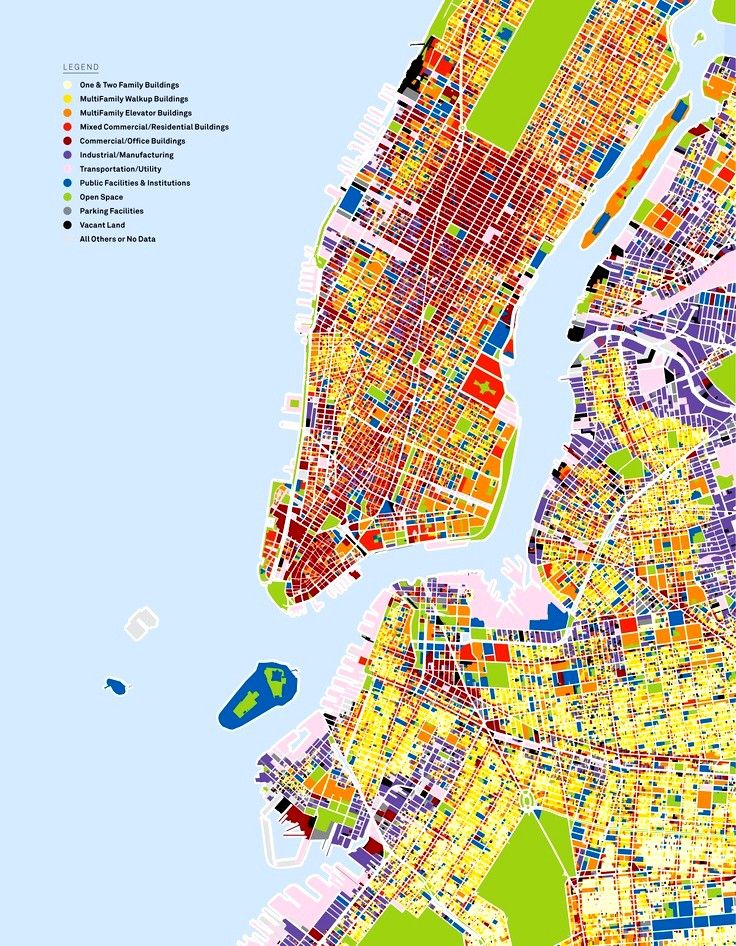 LEGEND
One & Two Family Buildings
MultiFamily Walkup Buildings
MultiFamily Elevator Buildings
Mixed Commercial/Residential Buildings
Commercial/Office Buildings
Industrial/Manufacturing
Transportation/Utility
Public Facilities & Institutions
Open Space
Parking Facilities
Vacant Land
All Others or No Data